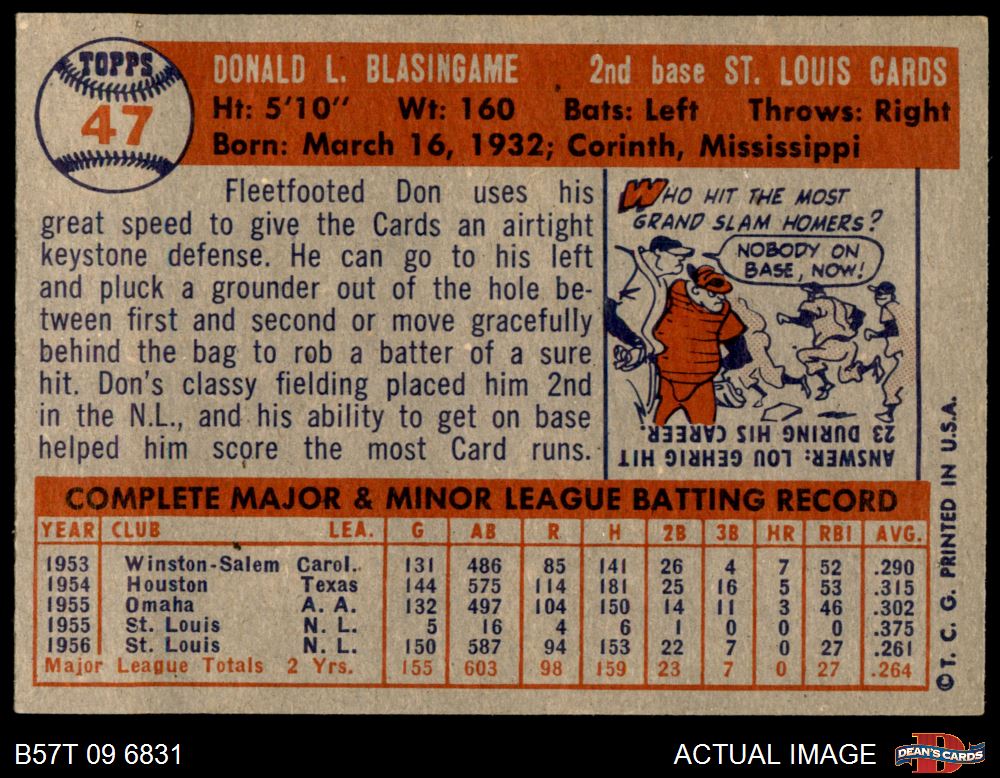 TOPPS
47
DONALD L. BLASINGAME 2nd base ST. LOUIS CARDS
Ht: 5'10" Wt: 160 Bats: Left Throws: Right
Born: March 16, 1932; Corinth, Mississippi
Fleetfooted Don uses his
great speed to give the Cards an airtight
keystone defense. He can go to his left
and pluck a grounder out of the hole be-
tween first and second or move gracefully
behind the bag to rob a batter of a sure
hit. Don's classy fielding placed him 2nd
in the N.L., and his ability to get on base
helped him score the most Card runs.
WHO HIT THE MOST
GRAND SLAM HOMERS?
NOBODY ON
BASE, NOW!
ANSWER: LOU GEHRIG HIT
23 DURING HIS CAREER.
COMPLETE MAJOR & MINOR LEAGUE BATTING RECORD
YEAR CLUB LEA. G AB R H 2B 3B HR RBI AVG.
1953 Winston-Salem Carol. 131 486 85 141 26 4 7 52 .290
1954 Houston Texas 144 575 114 181 25 16 5 53 .315
1955 Omaha A. A. 132 497 104 150 14 11 3 46 .302
1955 St. Louis N. L. 5 16 4 6 1 0 0 0 .375
1956 St. Louis N. L. 150 587 94 153 22 7 0 27 .261
Major League Totals 2 Yrs. 155 603 98 159 23 7 0 27 .264
© T. C. G. PRINTED IN U.S.A.
B57T 09 6831 ACTUAL IMAGE
DEAN'S CARDS